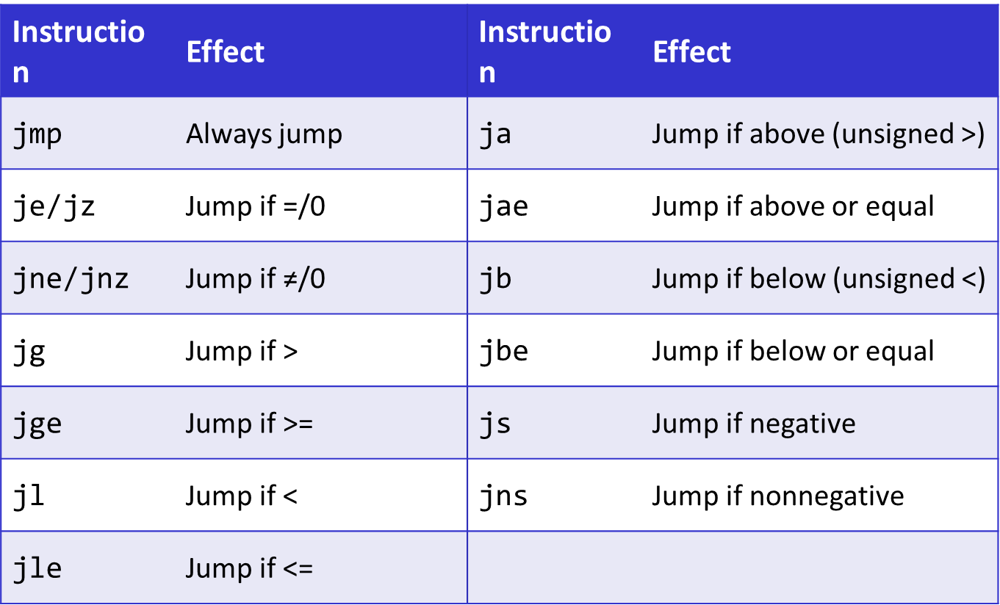 Instructio
n
Effect
Instructio
n
Effect
jmp Always jump ja Jump if above (unsigned >)
je/jz Jump if =/0 jae Jump if above or equal
jne/jnz Jump if ≠/0 jb Jump if below (unsigned <)
jg Jump if > jbe Jump if below or equal
jge Jump if >= js Jump if negative
jl Jump if < jns Jump if nonnegative
jle Jump if <=